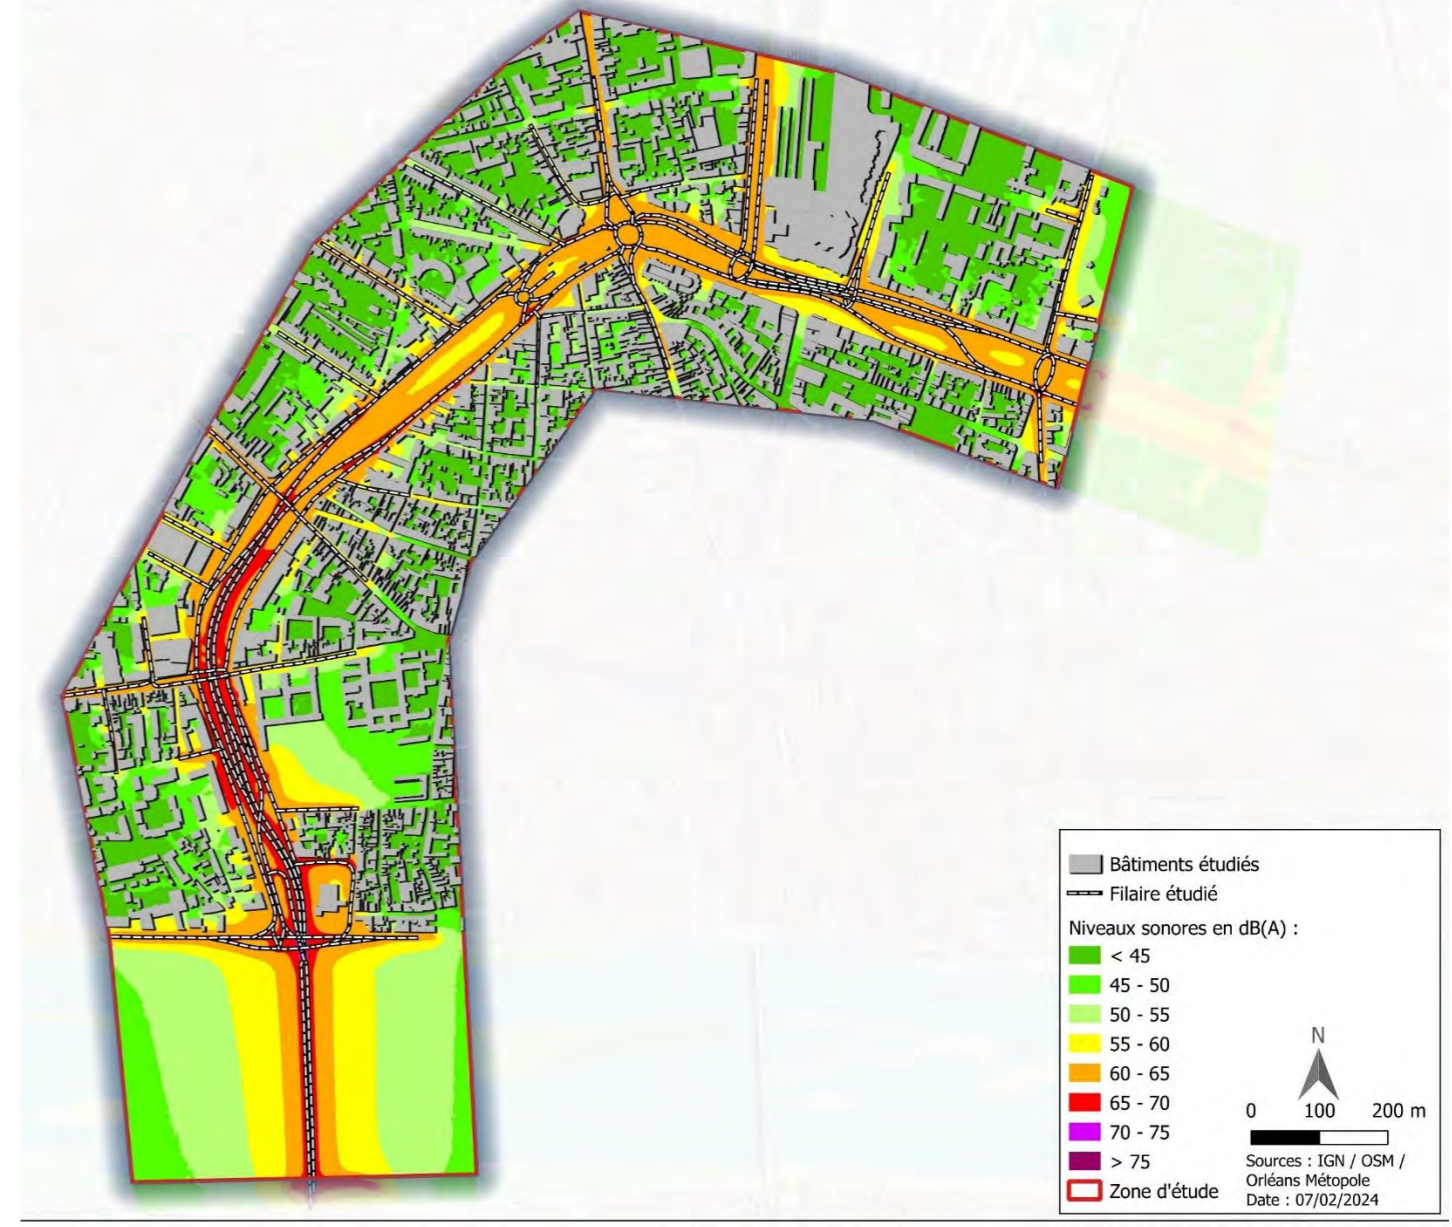 Bâtiments étudiés
Filaire étudié
Niveaux sonores en dB(A) :
< 45
45 - 50
50 - 55
55 - 60
60 - 65
65 - 70
70 - 75
> 75
Zone d'étude
N
0 100 200 m
Sources : IGN / OSM /
Orléans Métopole
Date : 07/02/2024